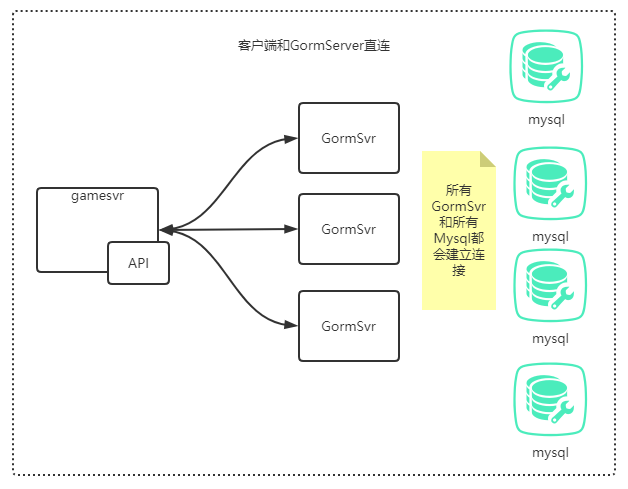 客户端和GormServer直连
mysql
GormSvr
gamesvr
API
GormSvr
GormSvr
所有
GormSvr
和所有
Mysql都
会建立连
接
mysql
mysql
mysql